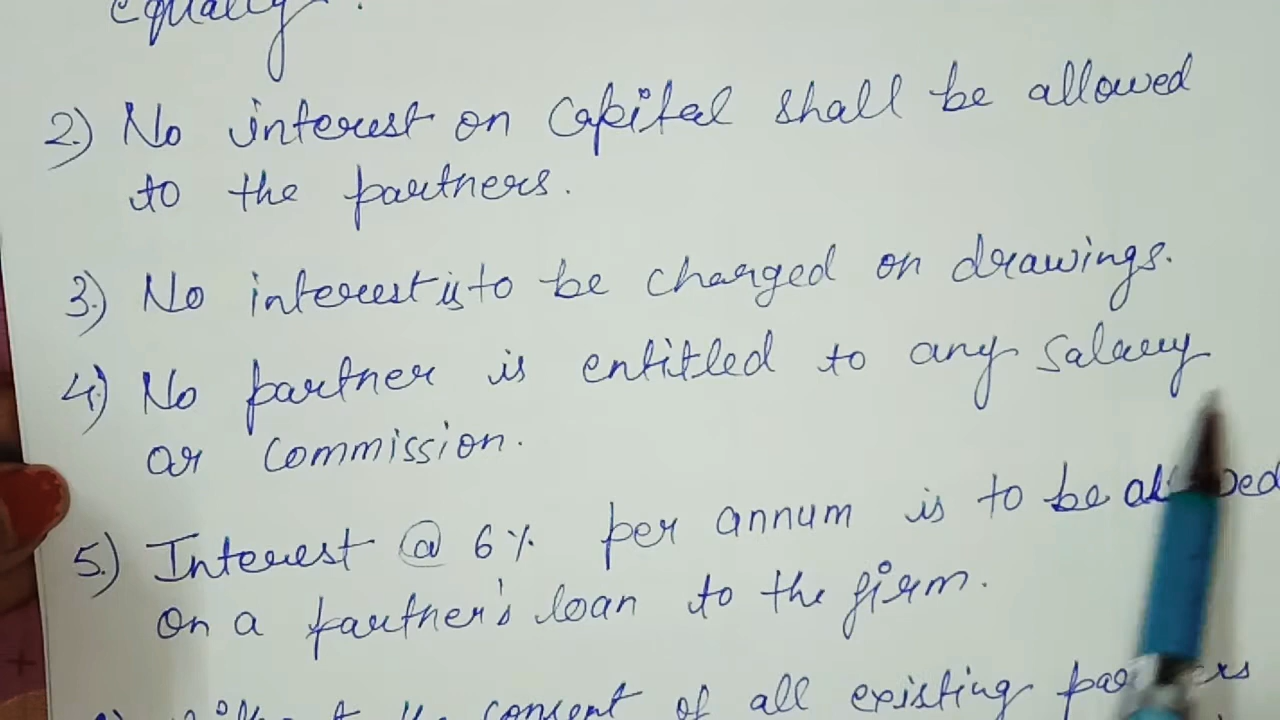 equally.
2.) No interest on Capital shall be allowed
to the partners.
3.) No interest is to be charged on drawings.
4.) No partner is entitled to any salary
or commission.
5.) Interest @ 6% per annum is to be
on a partner's loan to the firm.
consent of all existing